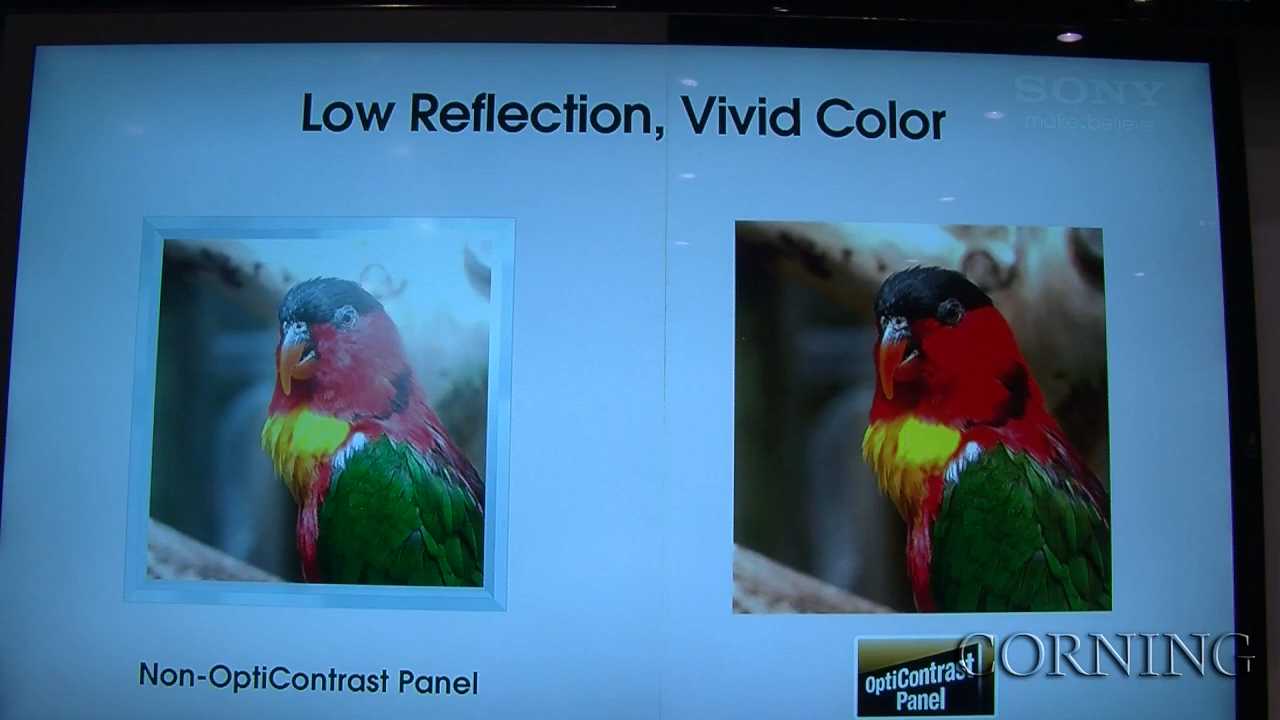 Low Reflection, Vivid Color
SONY
make.believe
Non-OptiContrast Panel
OptiContrast
Panel
CORNING